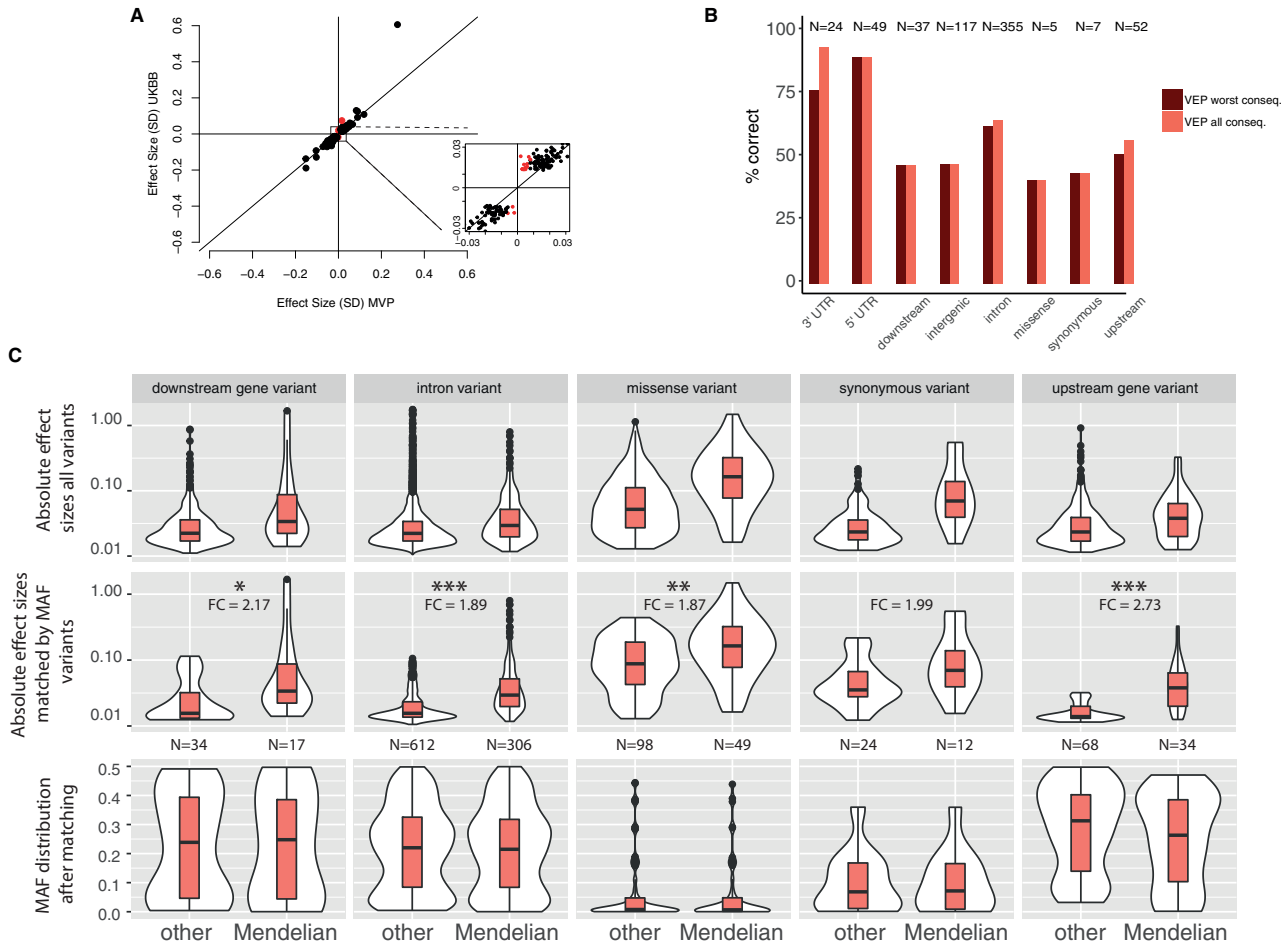 A
0.6
0.4
0.2
0.0
−0.2
−0.4
−0.6
Effect Size (SD) UKBB
−0.6 −0.4 −0.2 0.0 0.2 0.4 0.6
Effect Size (SD) MVP
0.03
0
−0.03
−0.03 0 0.03
B
N=24 N=49 N=37 N=117 N=355 N=5 N=7 N=52
100
75
50
25
0
% correct
3' UTR
5' UTR
downstream
intergenic
intron
missense
synonymous
upstream
VEP worst conseq.
VEP all conseq.
C
downstream gene variant intron variant missense variant synonymous variant upstream gene variant
Absolute effect
sizes all variants
1.00
0.10
0.01
Absolute effect sizes
matched by MAF
variants
1.00
0.10
0.01
* *** ** ***
FC = 2.17 FC = 1.89 FC = 1.87 FC = 1.99 FC = 2.73
N=34 N=17 N=612 N=306 N=98 N=49 N=24 N=12 N=68 N=34
MAF distribution
after matching
0.5
0.4
0.3
0.2
0.1
0.0
other Mendelian other Mendelian other Mendelian other Mendelian other Mendelian